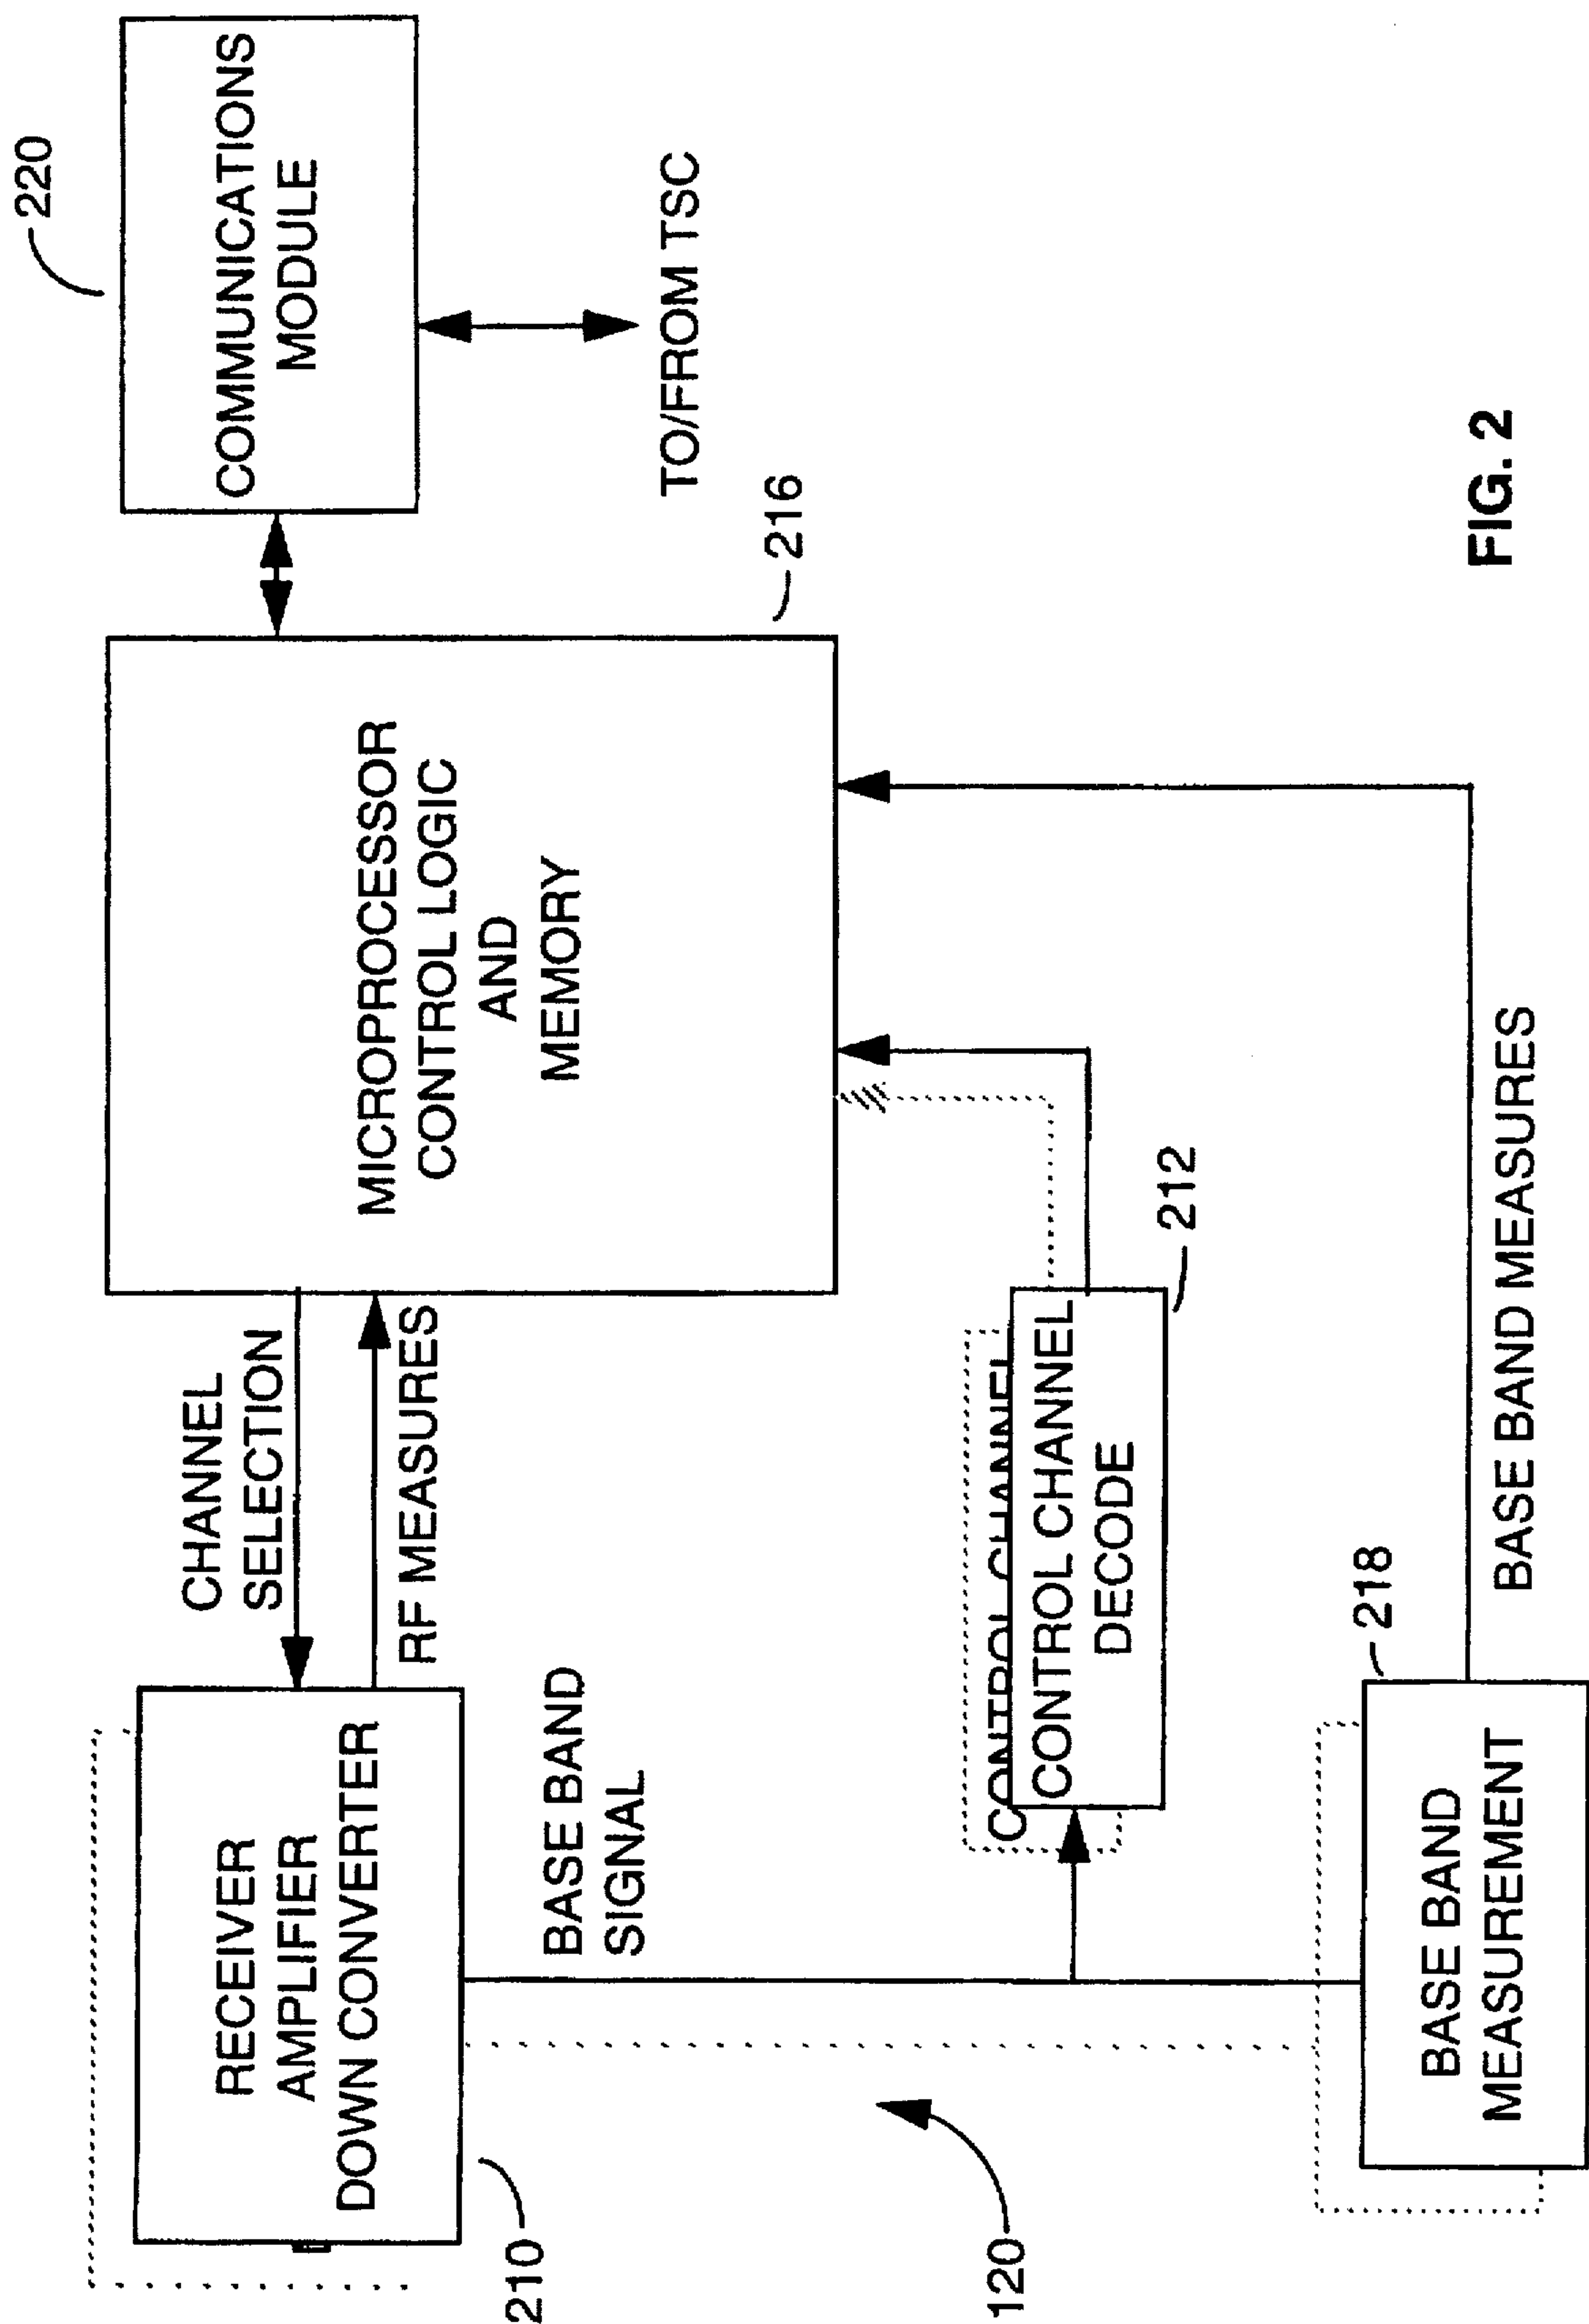 RECEIVER
AMPLIFIER
DOWN CONVERTER
210
CHANNEL
SELECTION
RF MEASURES
MICROPROCESSOR
CONTROL LOGIC
AND
MEMORY
216
COMMUNICATIONS
MODULE
220
TO/FROM TSC
BASE BAND
SIGNAL
120
CONTROL CHANNEL
CONTROL CHANNEL
DECODE
212
BASE BAND
MEASUREMENT
218
BASE BAND MEASURES
FIG. 2